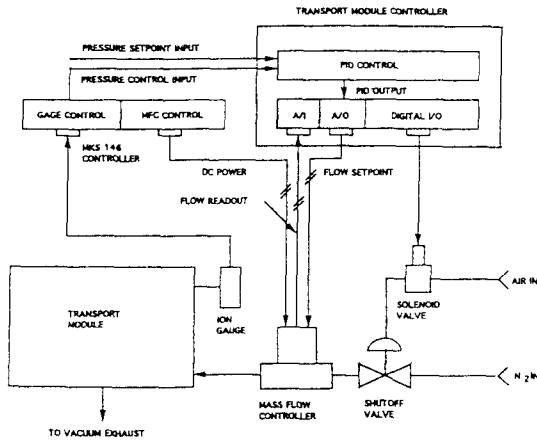 TRANSPORT MODULE CONTROLLER
PRESSURE SETPOINT INPUT
PRESSURE CONTROL INPUT
PID CONTROL
PID OUTPUT
GAGE CONTROL
MFC CONTROL
A/I
A/O
DIGITAL I/O
MKS 146
CONTROLLER
DC POWER
FLOW SETPOINT
FLOW READOUT
AIR IN
SOLENOID
VALVE
TRANSPORT
MODULE
ION
GAUGE
N2 IN
MASS FLOW
CONTROLLER
SHUTOFF
VALVE
TO VACUUM EXHAUST